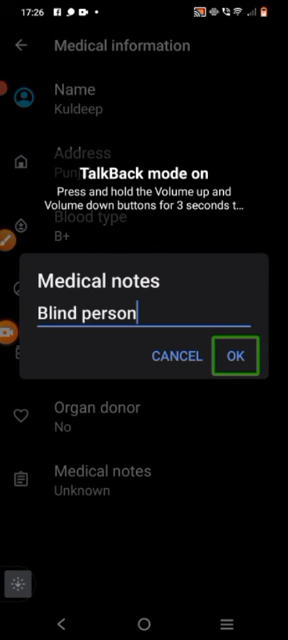 17:26
Medical information
Name
Kuldeep
Address
TalkBack mode on
Press and hold the Volume up and
Volume down buttons for 3 seconds t...
Blood type
B+
Medical notes
Blind person
CANCEL
OK
Organ donor
No
Medical notes
Unknown